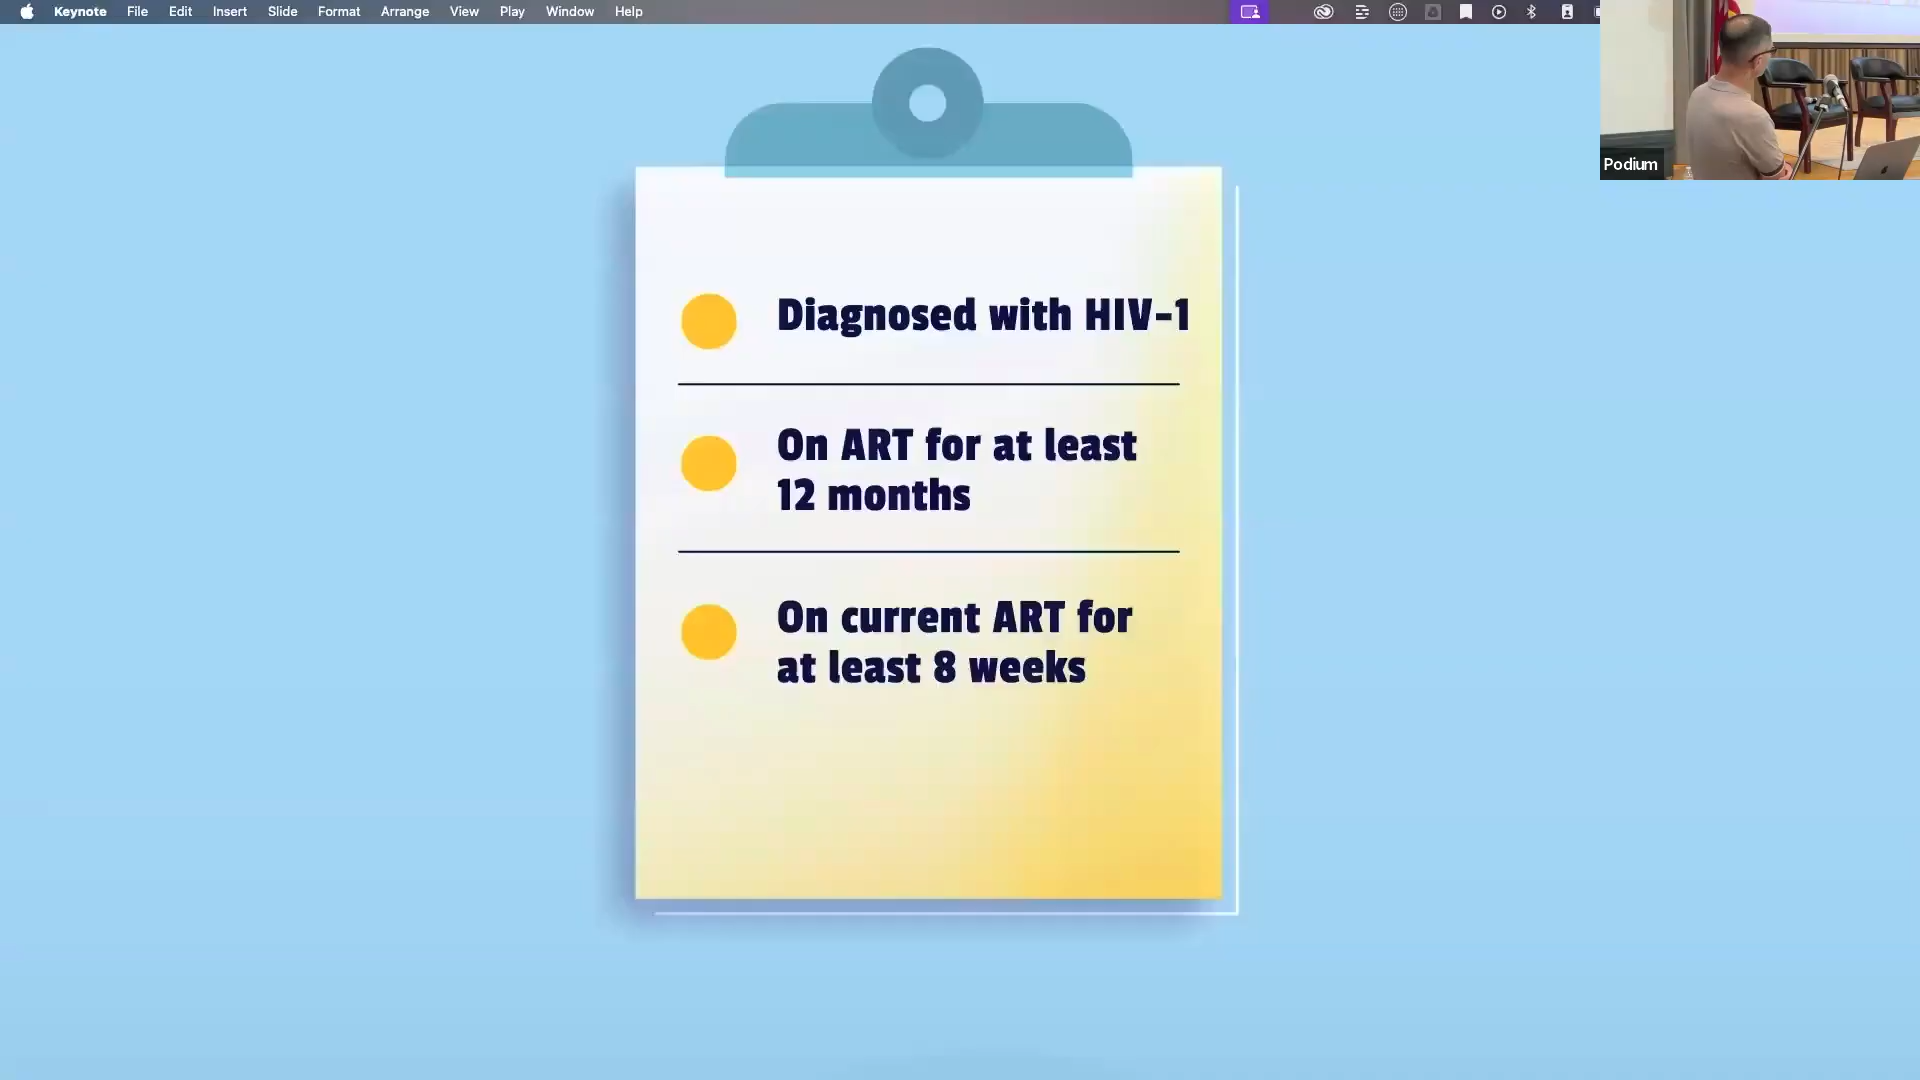 Keynote File Edit Insert Slide Format Arrange View Play Window Help
Podium
Diagnosed with HIV-1
On ART for at least
12 months
On current ART for
at least 8 weeks